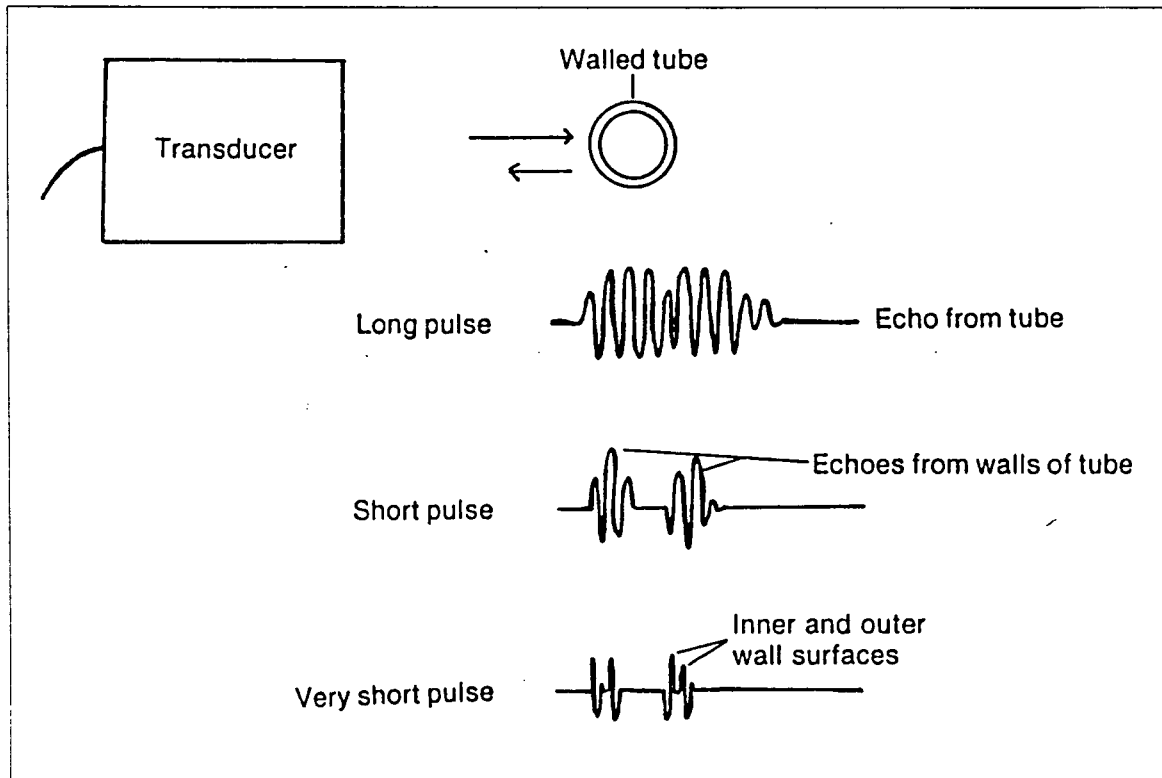 Walled tube
Transducer
Long pulse
Echo from tube
Short pulse
Echoes from walls of tube
Very short pulse
Inner and outer
wall surfaces